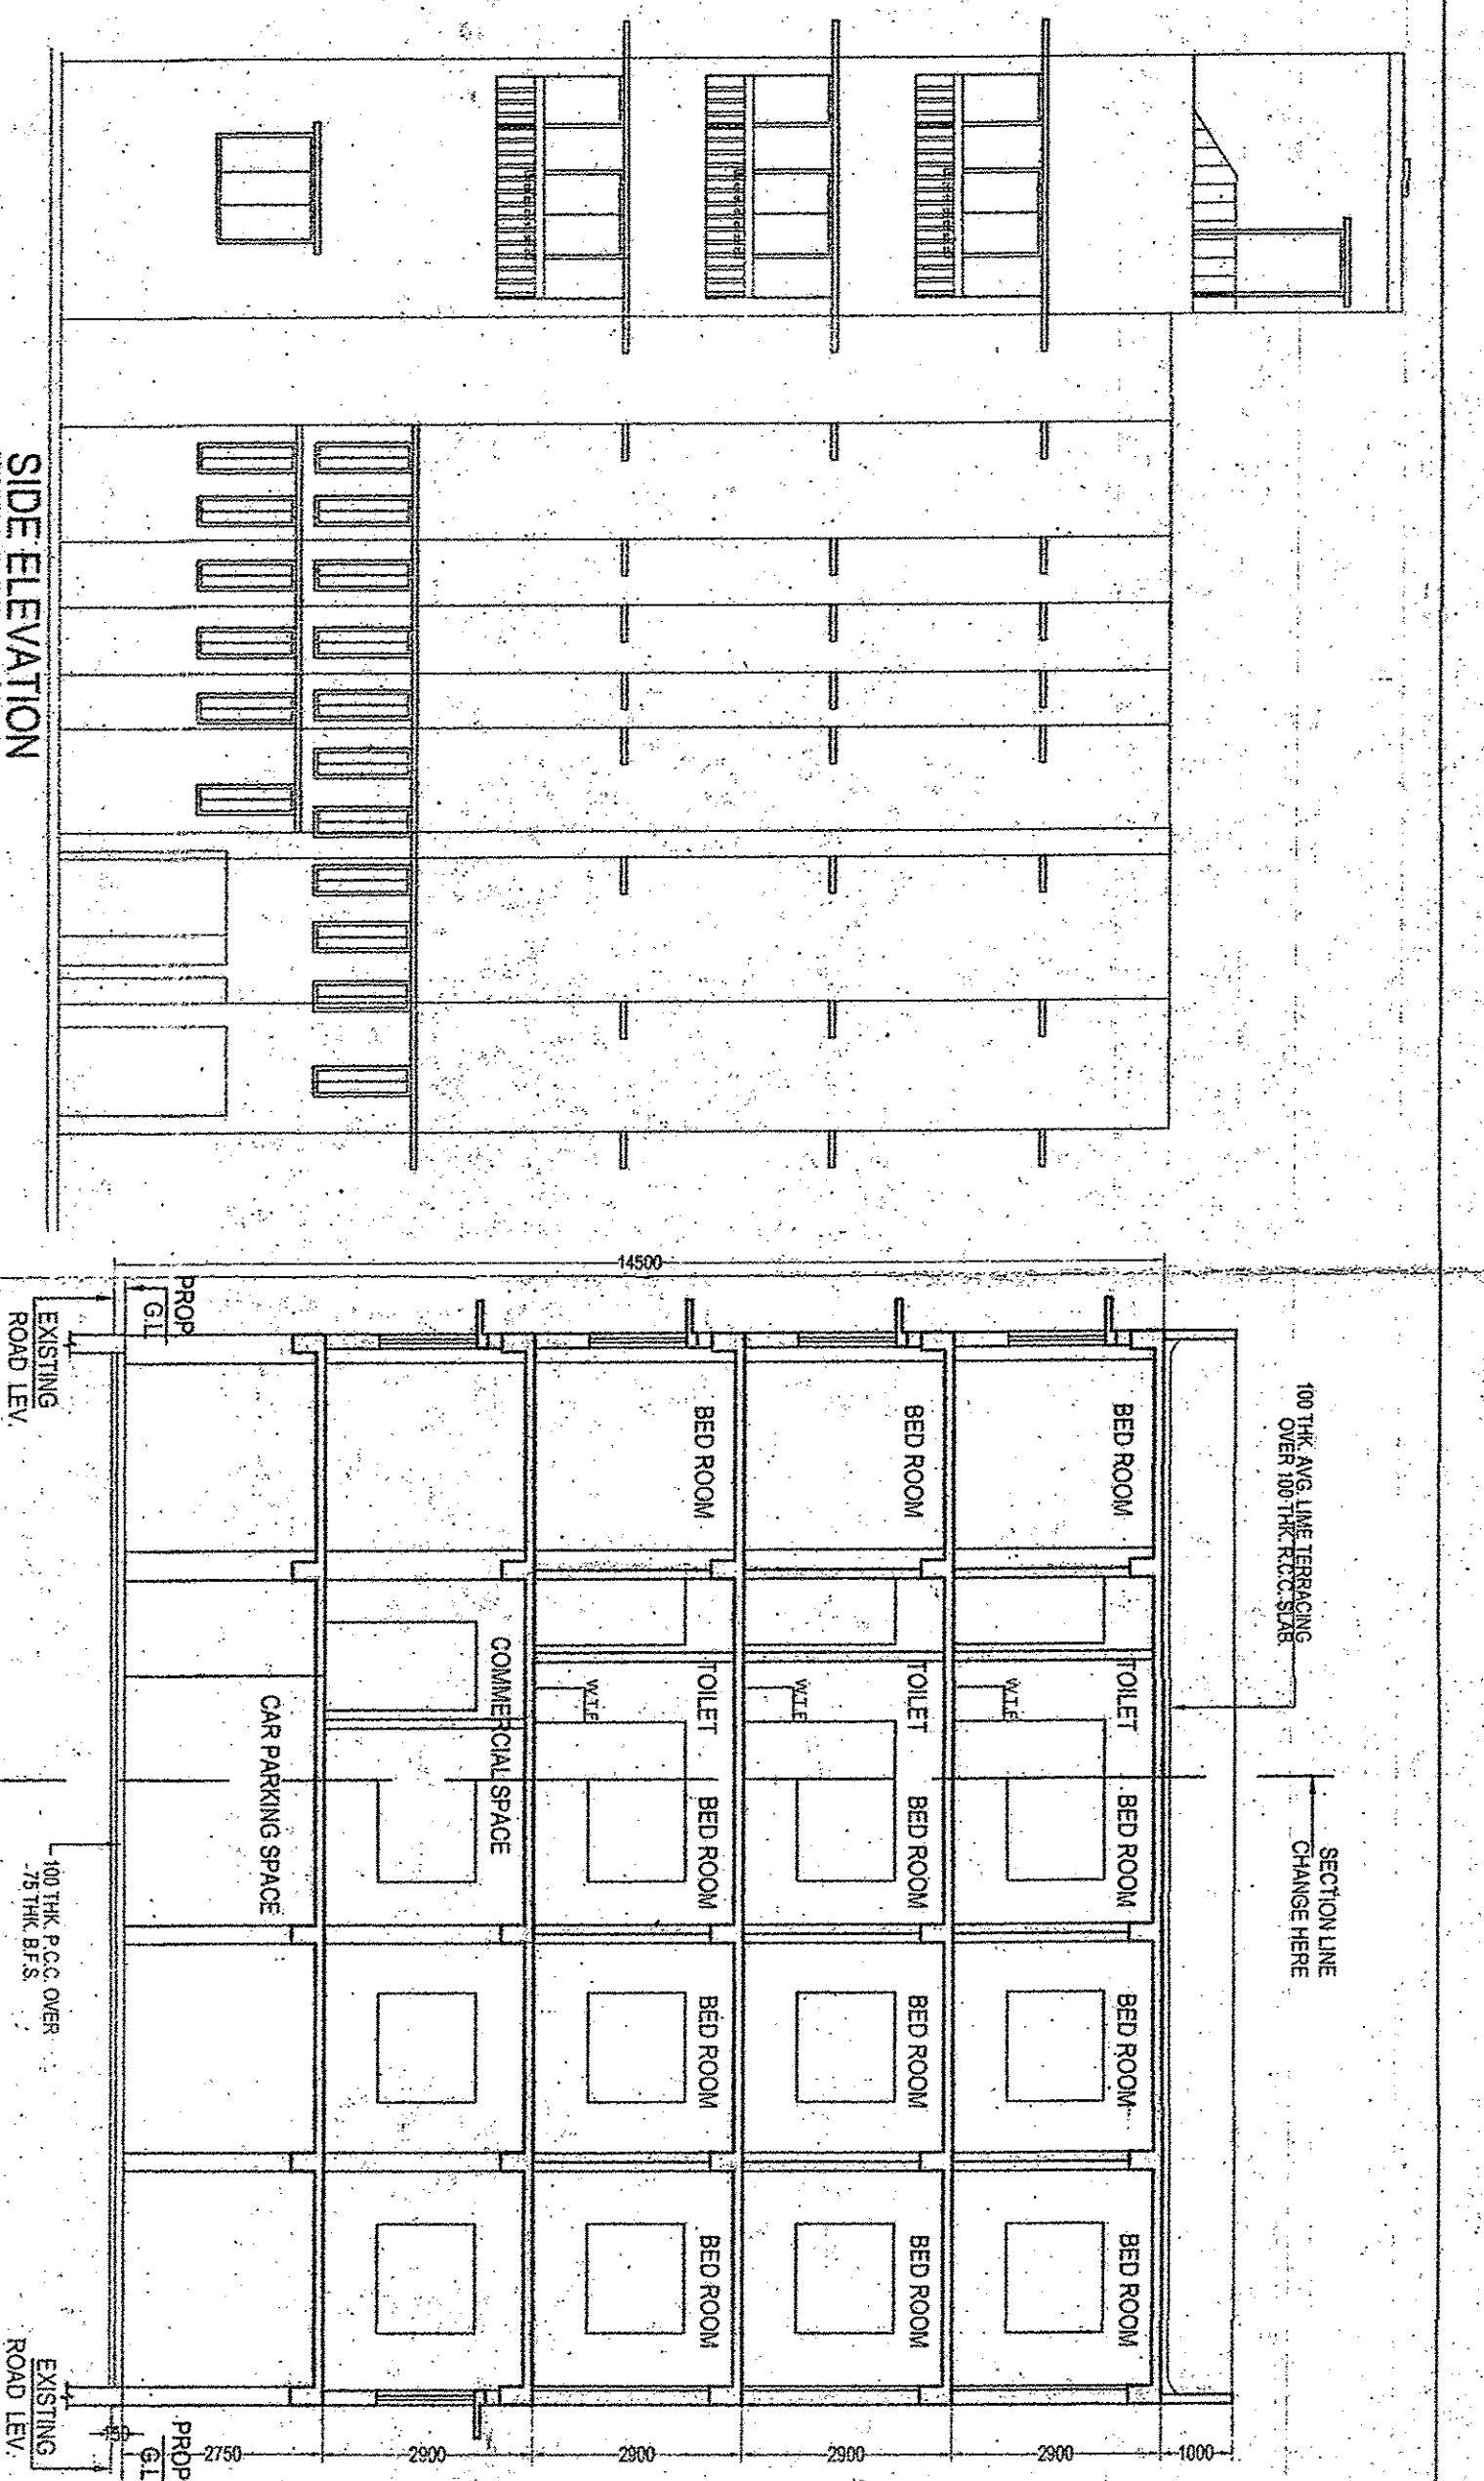 SIDE ELEVATION
14500
PROP
G.L
EXISTING
ROAD LEV.
100 THK. AVG. LIME TERRACING
OVER 100 THK R.C.C. SLAB
SECTION LINE
CHANGE HERE
BED ROOM
TOILET
W.T.F
BED ROOM
BED ROOM
BED ROOM
BED ROOM
TOILET
W.T.F
BED ROOM
BED ROOM
BED ROOM
BED ROOM
TOILET
W.T.F
BED ROOM
BED ROOM
BED ROOM
COMMERCIAL SPACE
CAR PARKING SPACE
100 THK. P.C.C. OVER
75 THK. B.F.S.
1000
2900
2900
2900
2900
2750
PROP
G.L
EXISTING
ROAD LEV.